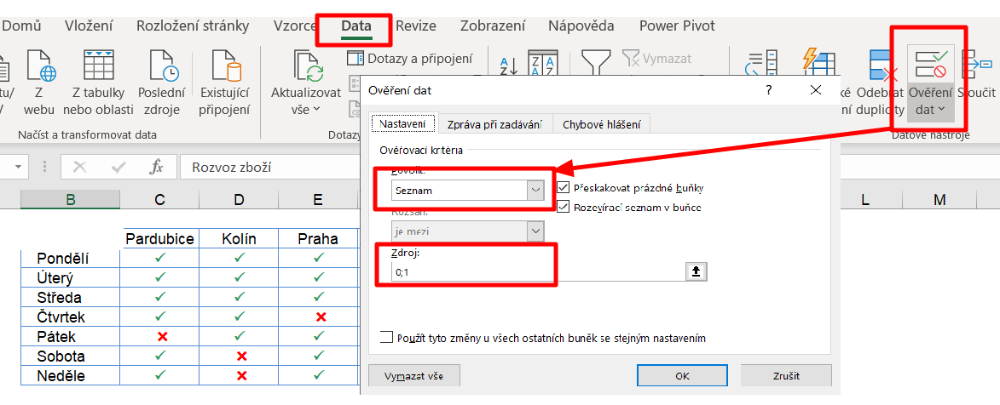 Domů Vložení Rozložení stránky Vzorce Data Revize Zobrazení Nápověda Power Pivot
Dotazy a připojení Vymazat
Z webu Z tabulky nebo oblasti Poslední zdroje Existující připojení Aktualizovat vše
Odebrat duplicity Ověření dat Sloučit
Načíst a transformovat data Dotazy Datové nástroje
Ověření dat ?
Nastavení Zpráva při zadávání Chybové hlášení
Ověřovací kritéria
Povolit:
Seznam Přeskakovat prázdné buňky
Rozevírací seznam v buňce
Rozsah:
je mezi
Zdroj:
0;1
Použít tyto změny u všech ostatních buněk se stejným nastavením
Vymazat vše OK Zrušit
fx Rozvoz zboží
B C D E L M
Pardubice Kolín Praha
Pondělí
Úterý
Středa
Čtvrtek
Pátek
Sobota
Neděle